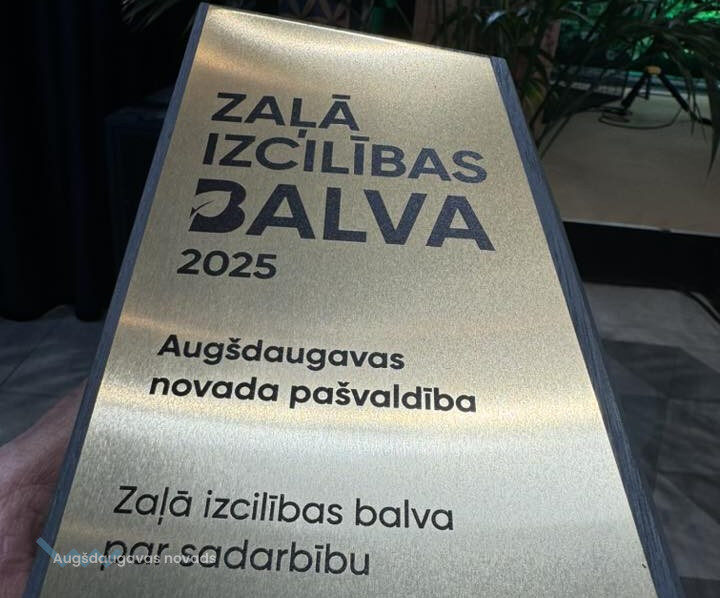 ZAĻĀ
IZCILĪBAS
BALVA
2025
Augšdaugavas
novada pašvaldība
Zaļā izcilības balva
par sadarbību
Augšdaugavas novads